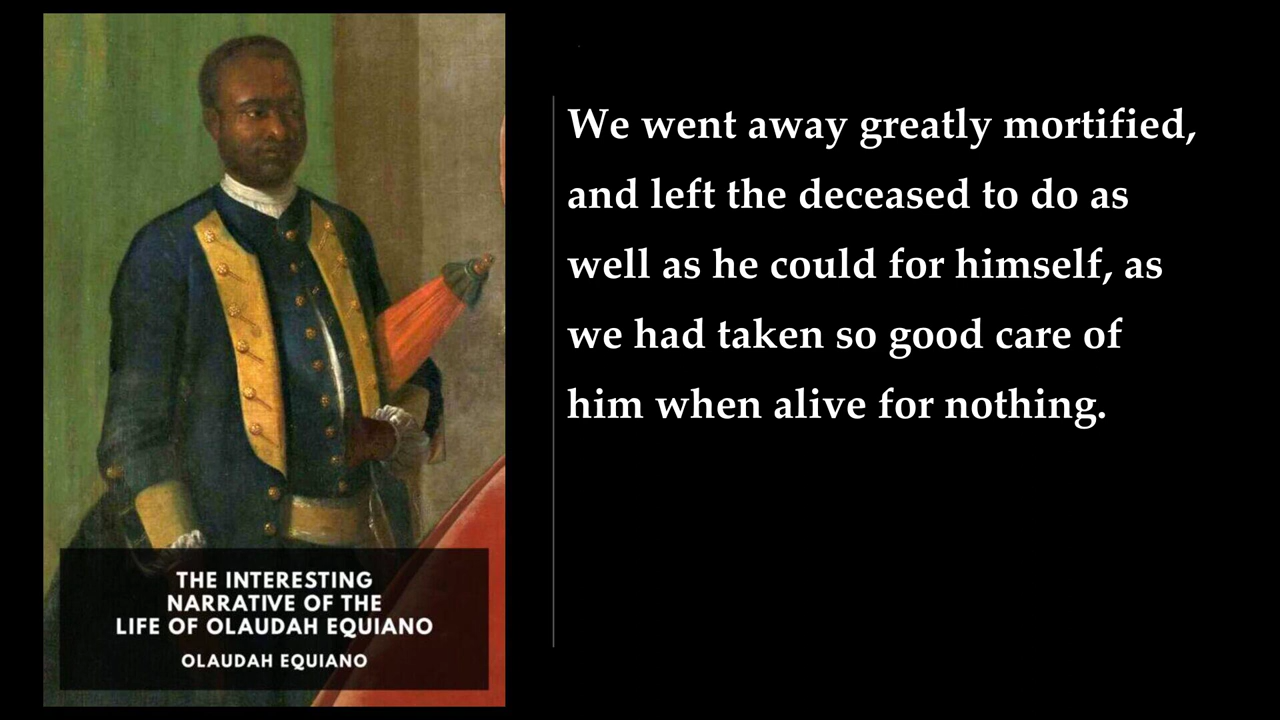 We went away greatly mortified,
and left the deceased to do as
well as he could for himself, as
we had taken so good care of
him when alive for nothing.
THE INTERESTING
NARRATIVE OF THE
LIFE OF OLAUDAH EQUIANO
OLAUDAH EQUIANO